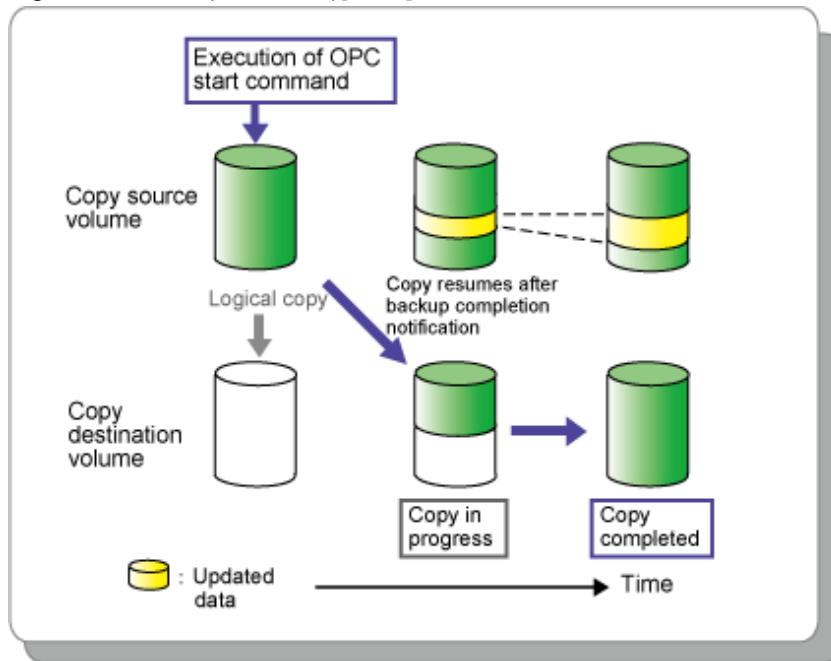 Execution of OPC
start command
Copy source
volume
Logical copy
Copy resumes after
backup completion
notification
Copy
destination
volume
Copy in
progress
Copy
completed
: Updated
data
Time